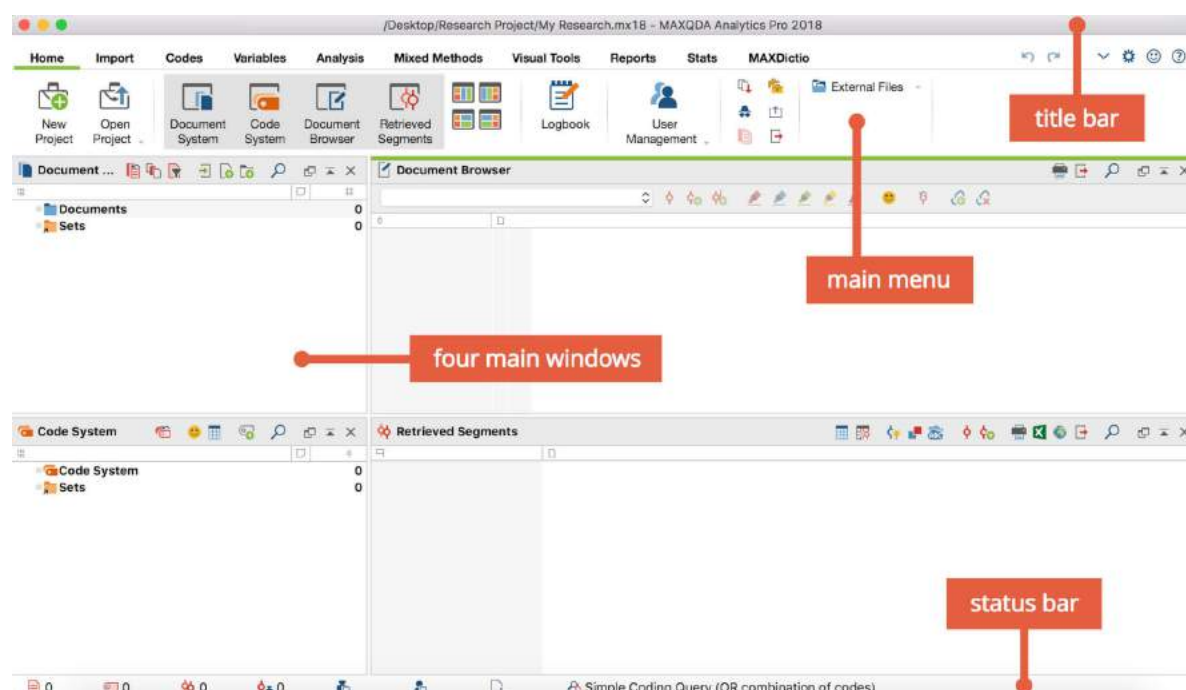 /Desktop/Research Project/My Research.mx18 - MAXQDA Analytics Pro 2018
Home Import Codes Variables Analysis Mixed Methods Visual Tools Reports Stats MAXDictio
New Project
Open Project
Document System
Code System
Document Browser
Retrieved Segments
Logbook
User Management
External Files
title bar
Docume... 
Document Browser
Documents 0
Sets 0
main menu
four main windows
Code System
Retrieved Segments
Code System 0
Sets 0
status bar
0 0 0 0 Simple Coding Query (OR combination of codes)